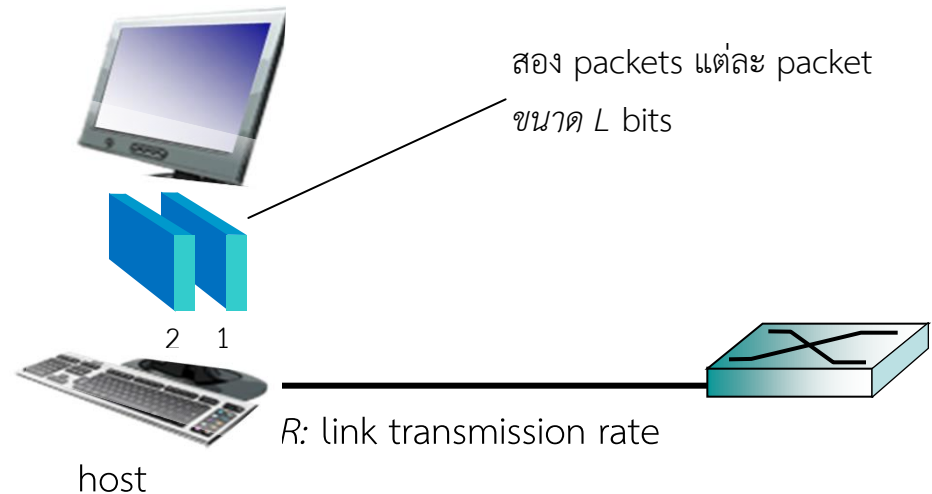 สอง packets แต่ละ packet
ขนาด L bits
2 1
R: link transmission rate
host